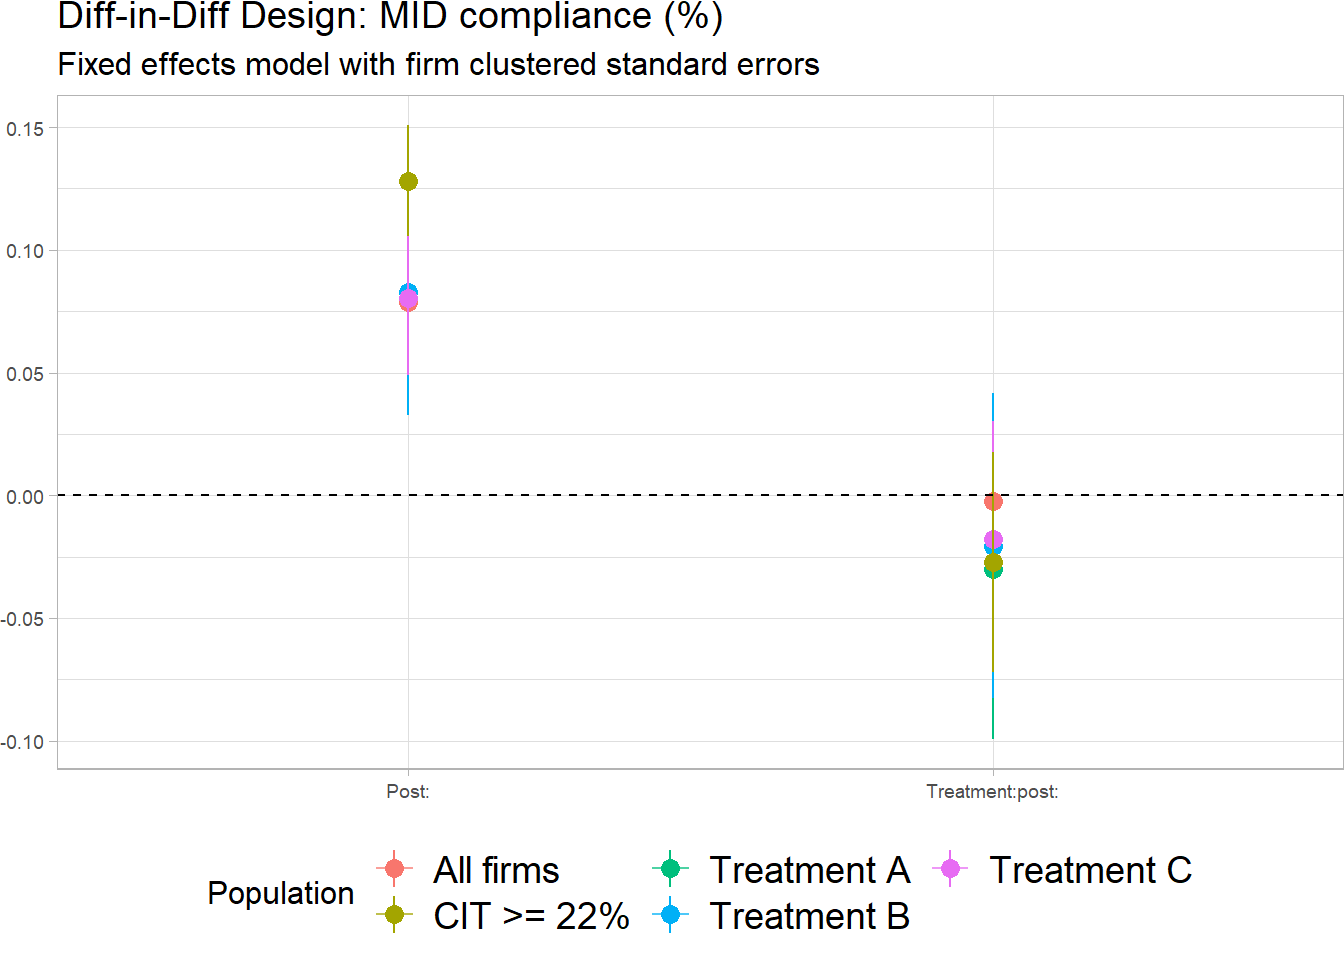 Diff-in-Diff Design: MID compliance (%)
Fixed effects model with firm clustered standard errors
0.15
0.10
0.05
0.00
-0.05
-0.10
Post:
Treatment:post:
Population
All firms
Treatment A
Treatment C
CIT >= 22%
Treatment B